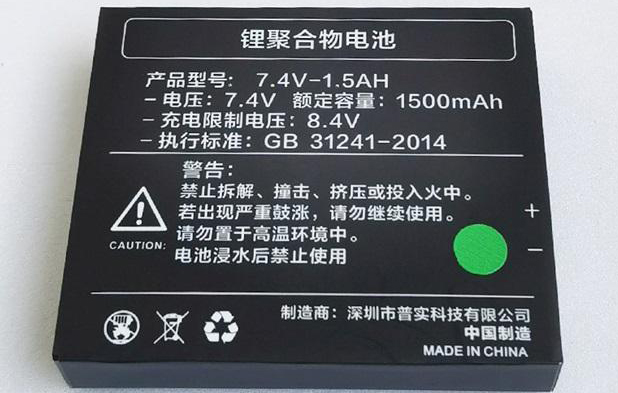 锂聚合物电池
产品型号: 7.4V-1.5AH
- 电压: 7.4V 额定容量: 1500mAh
- 充电限制电压: 8.4V
- 执行标准: GB 31241-2014
警告:
禁止拆解、撞击、挤压或投入火中。
若出现严重鼓涨，请勿继续使用。
请勿置于高温环境中。
电池浸水后禁止使用
CAUTION:
+
-
制造商: 深圳市普实科技有限公司
中国制造
MADE IN CHINA